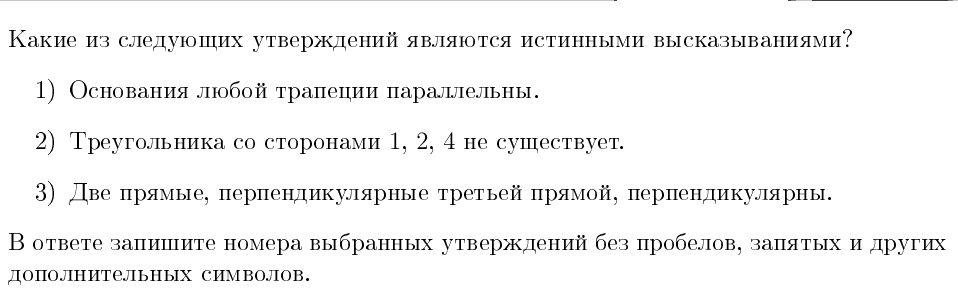 Какие из следующих утверждений являются истинными высказываниями?
1) Основания любой трапеции параллельны.
2) Треугольника со сторонами 1, 2, 4 не существует.
3) Две прямые, перпендикулярные третьей прямой, перпендикулярны.
В ответе запишите номера выбранных утверждений без пробелов, запятых и других
дополнительных символов.